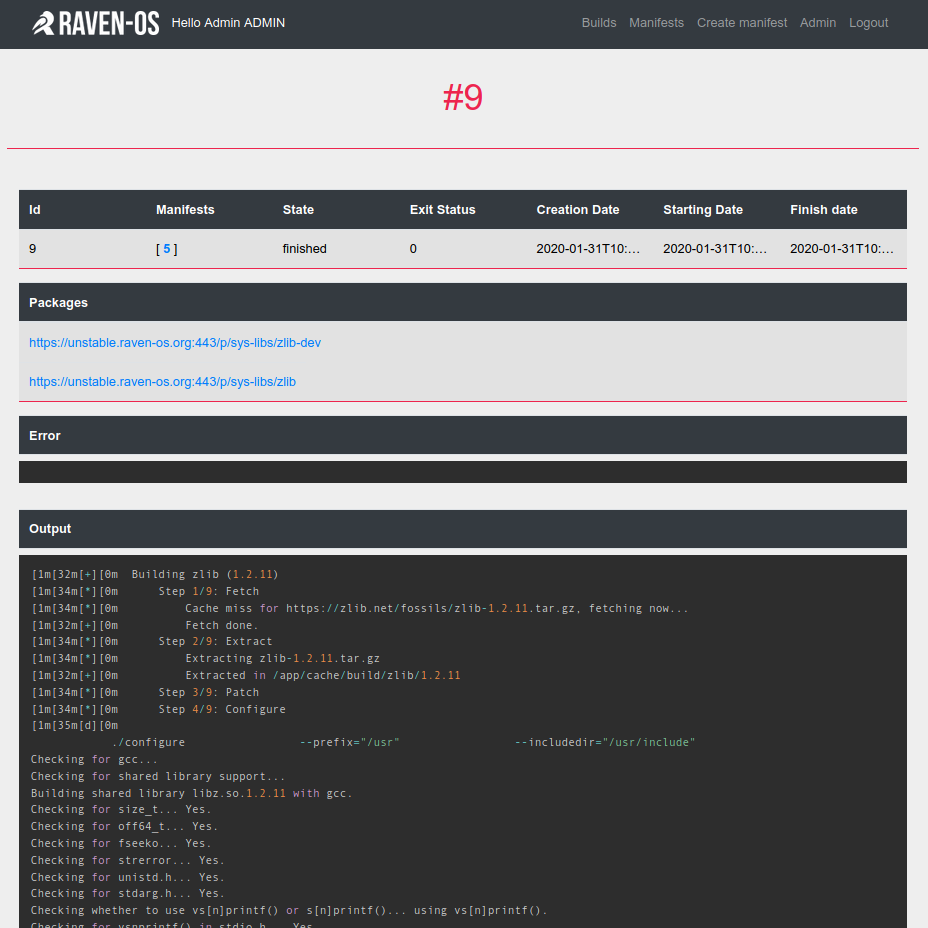 RAVEN-OS Hello Admin ADMIN Builds Manifests Create manifest Admin Logout
#9
Id Manifests State Exit Status Creation Date Starting Date Finish date
9 [ 5 ] finished 0 2020-01-31T10:... 2020-01-31T10:... 2020-01-31T10:...
Packages
https://unstable.raven-os.org:443/p/sys-libs/zlib-dev
https://unstable.raven-os.org:443/p/sys-libs/zlib
Error
Output
[1m[32m[+][0m  Building zlib (1.2.11)
[1m[34m[*][0m      Step 1/9: Fetch
[1m[34m[*][0m          Cache miss for https://zlib.net/fossils/zlib-1.2.11.tar.gz, fetching now...
[1m[32m[+][0m          Fetch done.
[1m[34m[*][0m      Step 2/9: Extract
[1m[34m[*][0m          Extracting zlib-1.2.11.tar.gz
[1m[32m[+][0m          Extracted in /app/cache/build/zlib/1.2.11
[1m[34m[*][0m      Step 3/9: Patch
[1m[34m[*][0m      Step 4/9: Configure
[1m[35m[d][0m
./configure                 --prefix="/usr"                 --includedir="/usr/include"
Checking for gcc...
Checking for shared library support...
Building shared library libz.so.1.2.11 with gcc.
Checking for size_t... Yes.
Checking for off64_t... Yes.
Checking for fseeko... Yes.
Checking for strerror... Yes.
Checking for unistd.h... Yes.
Checking for stdarg.h... Yes.
Checking whether to use vs[n]printf() or s[n]printf()... using vs[n]printf().
Checking for vsnprintf() in stdio.h... Yes.